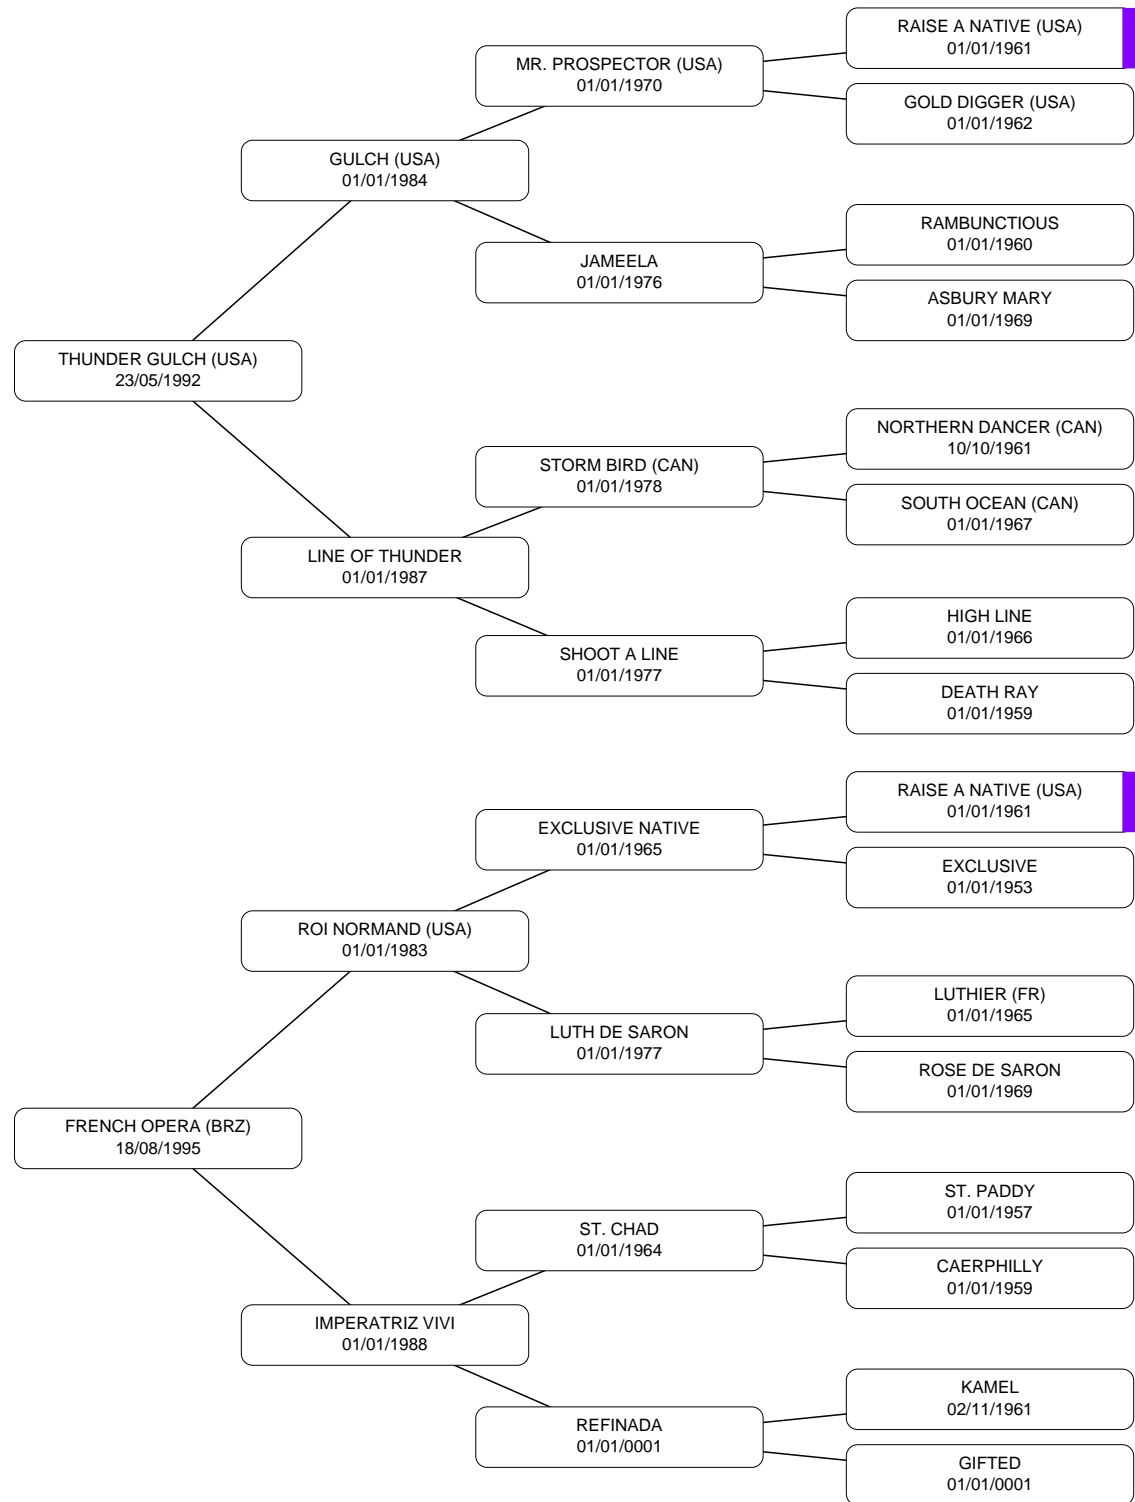 RAISE A NATIVE (USA)
01/01/1961
MR. PROSPECTOR (USA)
01/01/1970
GOLD DIGGER (USA)
01/01/1962
GULCH (USA)
01/01/1984
RAMBUNCTIOUS
01/01/1960
JAMEELA
01/01/1976
ASBURY MARY
01/01/1969
THUNDER GULCH (USA)
23/05/1992
NORTHERN DANCER (CAN)
10/10/1961
STORM BIRD (CAN)
01/01/1978
SOUTH OCEAN (CAN)
01/01/1967
LINE OF THUNDER
01/01/1987
HIGH LINE
01/01/1966
SHOOT A LINE
01/01/1977
DEATH RAY
01/01/1959
RAISE A NATIVE (USA)
01/01/1961
EXCLUSIVE NATIVE
01/01/1965
EXCLUSIVE
01/01/1953
ROI NORMAND (USA)
01/01/1983
LUTHIER (FR)
01/01/1965
LUTH DE SARON
01/01/1977
ROSE DE SARON
01/01/1969
FRENCH OPERA (BRZ)
18/08/1995
ST. PADDY
01/01/1957
ST. CHAD
01/01/1964
CAERPHILLY
01/01/1959
IMPERATRIZ VIVI
01/01/1988
KAMEL
02/11/1961
REFINADA
01/01/0001
GIFTED
01/01/0001